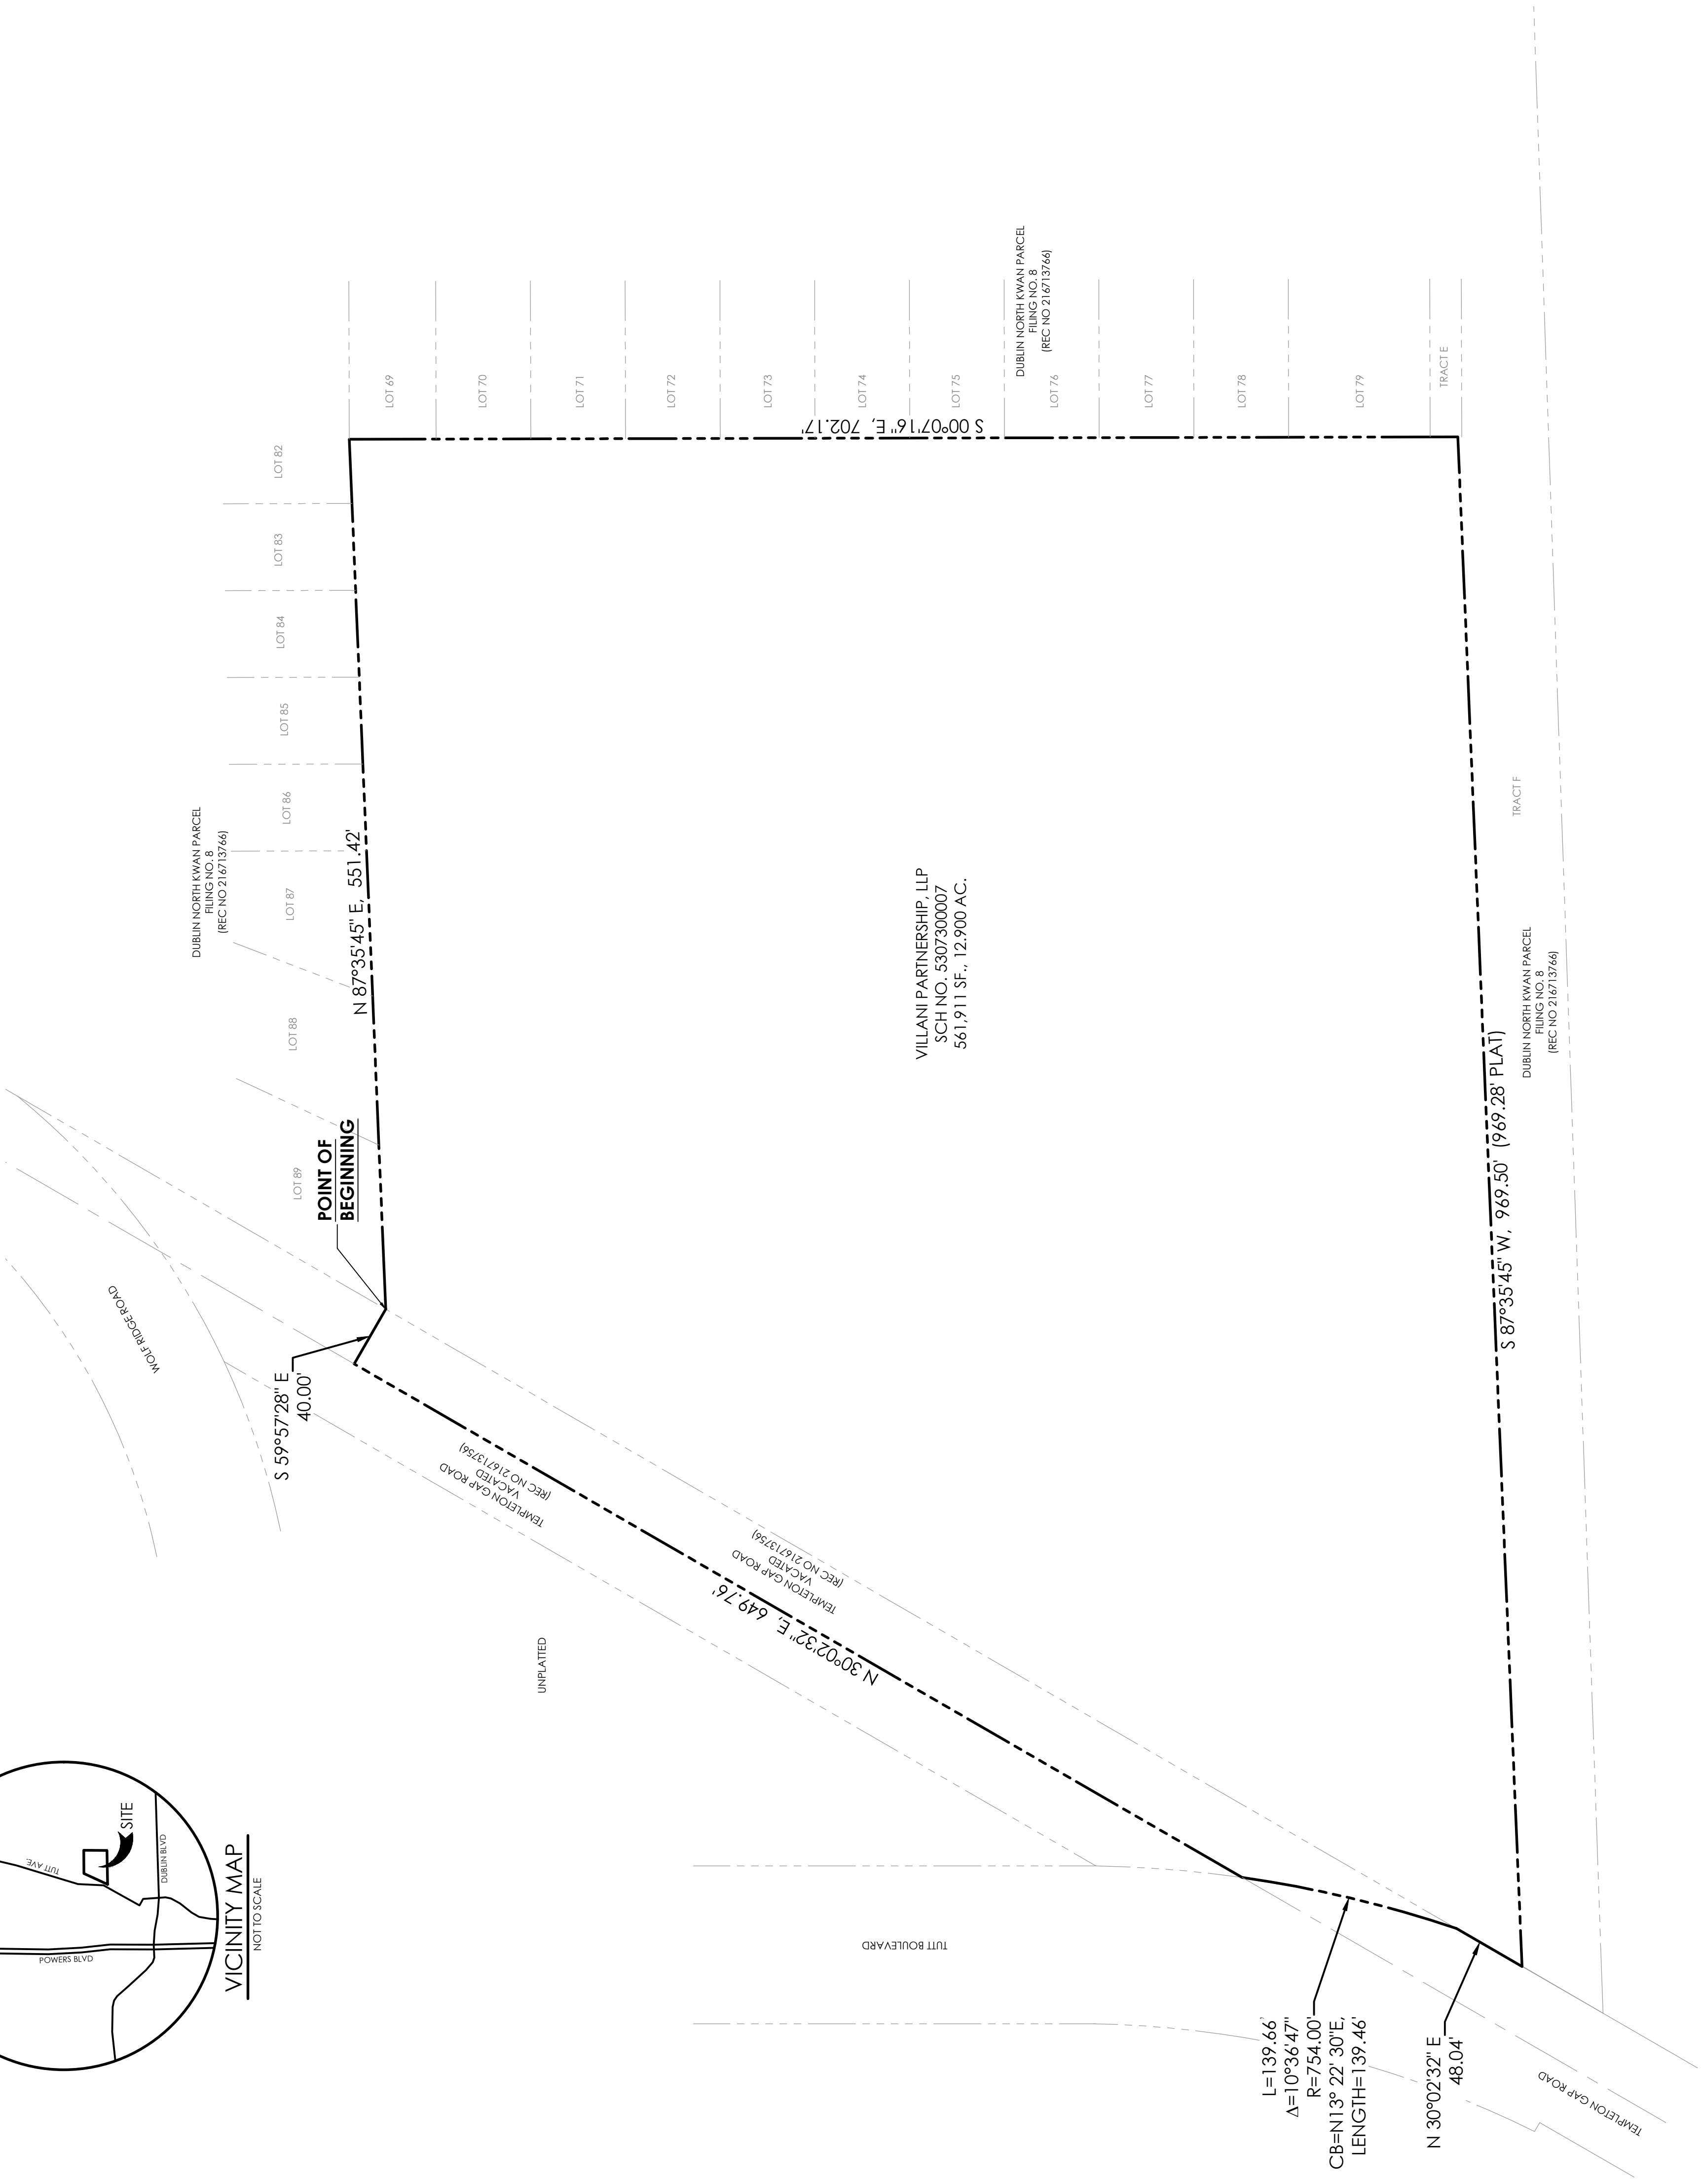 DUBLIN NORTH KWAN PARCEL
FILING NO. 8
(REC NO 216713766)
LOT 82
LOT 83
LOT 84
LOT 85
LOT 86
LOT 87
LOT 88
LOT 89
N 87°35'45" E, 551.42'
POINT OF
BEGINNING
S 59°57'28" E
40.00'
WOLF RIDGE ROAD
LOT 69
LOT 70
LOT 71
LOT 72
LOT 73
LOT 74
LOT 75
LOT 76
LOT 77
LOT 78
LOT 79
TRACT E
S 00°07'16" E, 702.17'
DUBLIN NORTH KWAN PARCEL
FILING NO. 8
(REC NO 216713766)
TEMPLETON GAP ROAD
VACATED
(REC NO 216713756)
TEMPLETON GAP ROAD
VACATED
(REC NO 216713756)
N 30°02'32" E, 649.76'
UNPLATTED
VILLANI PARTNERSHIP, LLP
SCH NO. 5307300007
561,911 SF., 12.900 AC.
TRACT F
DUBLIN NORTH KWAN PARCEL
FILING NO. 8
(REC NO 216713766)
S 87°35'45" W, 969.50' (969.28' PLAT)
TUTT BOULEVARD
L=139.66'
Δ=10°36'47"
R=754.00'
CB=N13° 22' 30"E,
LENGTH=139.46'
N 30°02'32" E
48.04'
TEMPLETON GAP ROAD
SITE
TUTT AVE.
DUBLIN BLVD
POWERS BLVD
VICINITY MAP
NOT TO SCALE